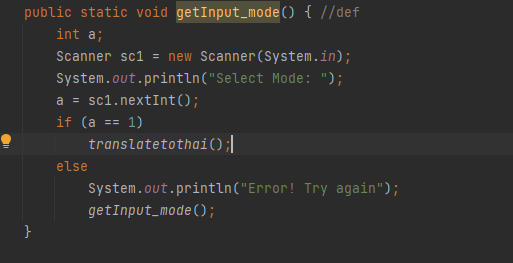 public static void getInput_mode() { //def
int a;
Scanner sc1 = new Scanner(System.in);
System.out.println("Select Mode: ");
a = sc1.nextInt();
if (a == 1)
translatetothai();
else
System.out.println("Error! Try again");
getInput_mode();
}